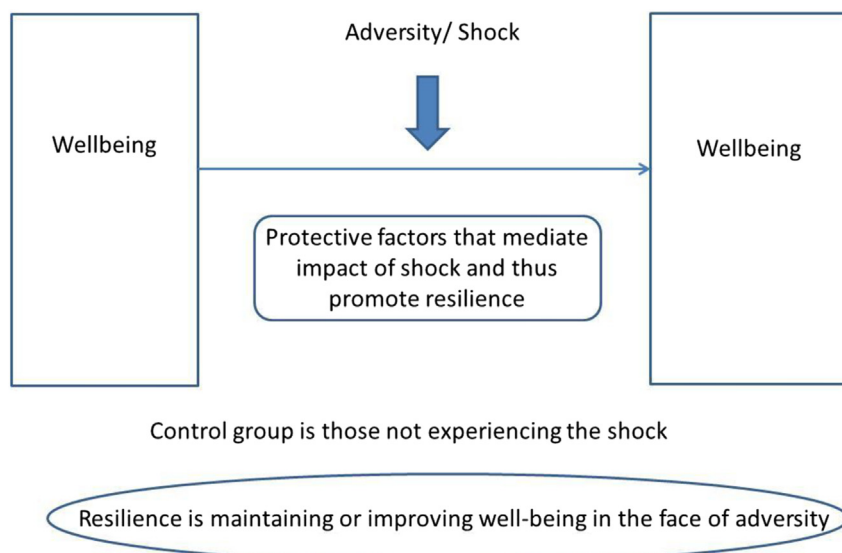 Adversity/ Shock
Wellbeing
Wellbeing
Protective factors that mediate
impact of shock and thus
promote resilience
Control group is those not experiencing the shock
Resilience is maintaining or improving well-being in the face of adversity